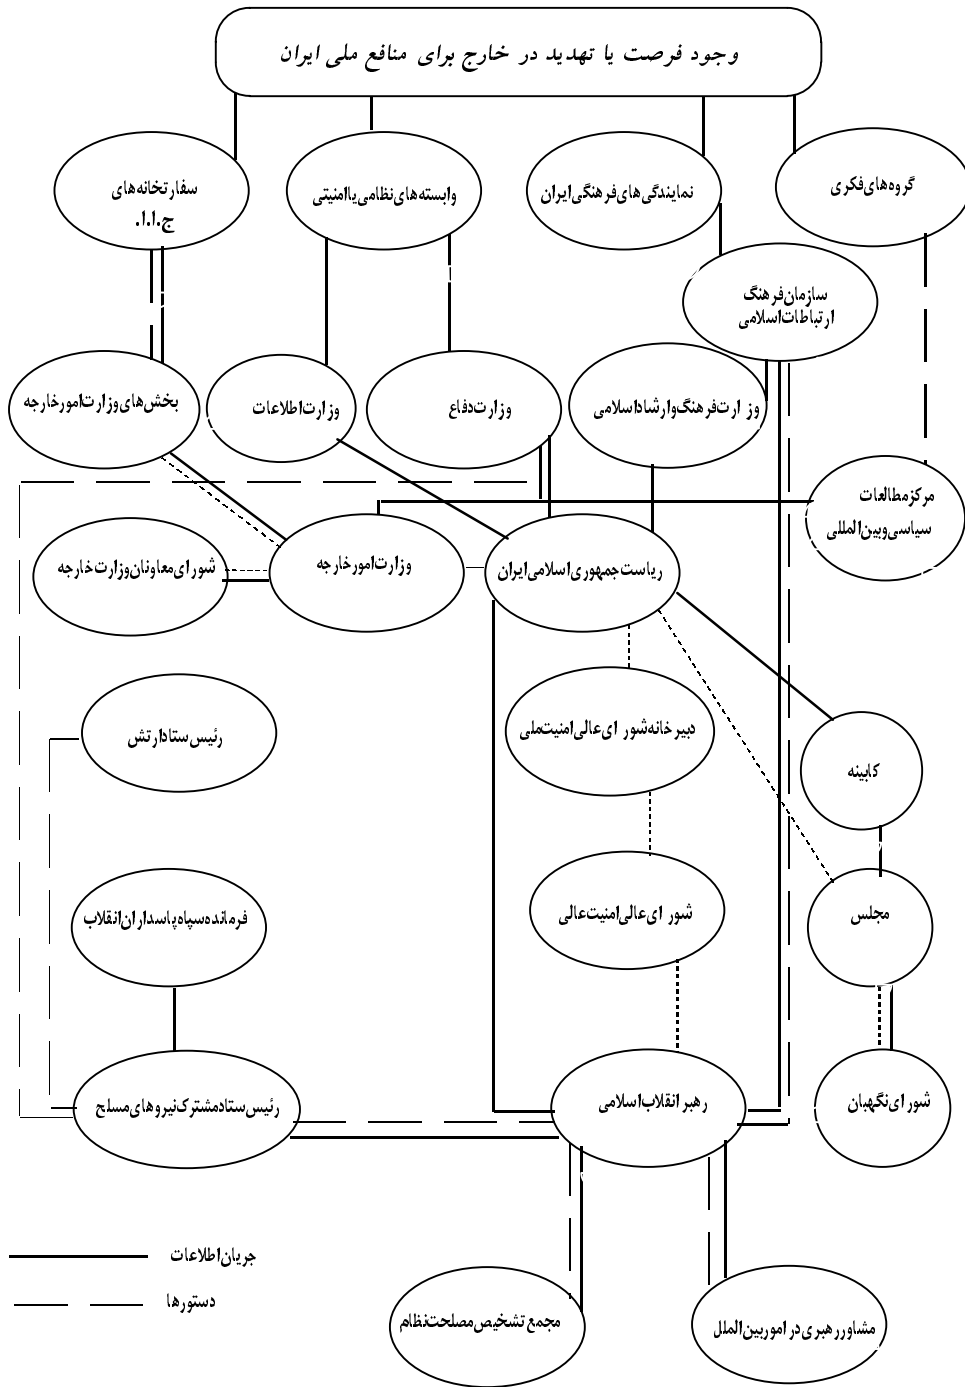 وجود فرصت یا تهدید در خارج برای منافع ملی ایران
گروه‌های فکری
نمایندگی‌های فرهنگی ایران
وابسته‌های نظامی یا امنیتی
سفارتخانه‌های
ج.ا.ا.
سازمان فرهنگ
ارتباطات اسلامی
وزارت فرهنگ وارشاد اسلامی
وزارت دفاع
وزارت اطلاعات
بخش‌های وزارت امور خارجه
مرکز مطالعات
سیاسی وبین المللی
ریاست جمهوری اسلامی ایران
وزارت امور خارجه
شورای معاونان وزارت خارجه
کابینه
دبیرخانه شورای عالی امنیت ملی
رئیس ستاد ارتش
مجلس
شورای عالی امنیت عالی
فرمانده سپاه پاسداران انقلاب
شورای نگهبان
رهبر انقلاب اسلامی
رئیس ستاد مشترک نیروهای مسلح
جریان اطلاعات
دستورها
مشاور رهبری در امور بین الملل
مجمع تشخیص مصلحت نظام